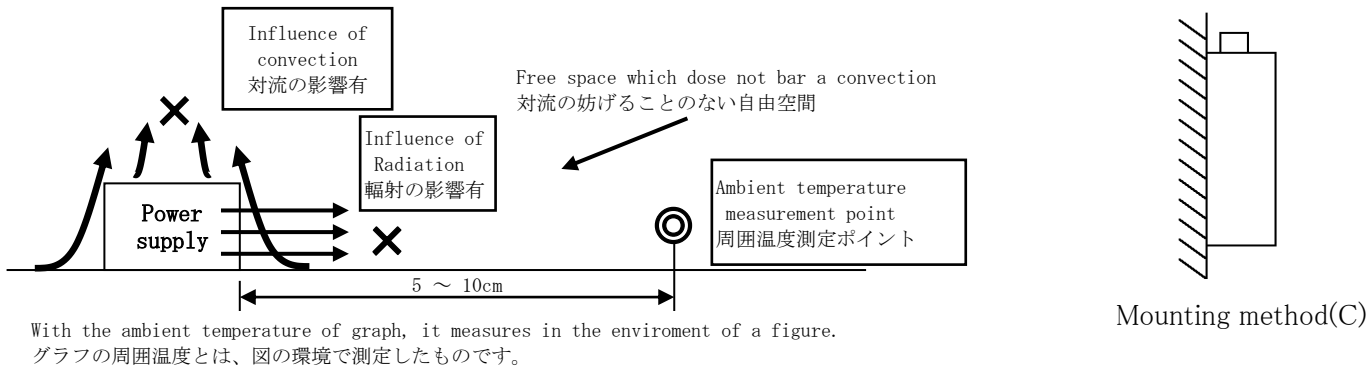 Influence of
convection
対流の影響有
Free space which dose not bar a convection
対流の妨げることのない自由空間
Influence of
Radiation
輻射の影響有
Ambient temperature
measurement point
周囲温度測定ポイント
Power
supply
5 ～ 10cm
Mounting method(C)
With the ambient temperature of graph, it measures in the enviroment of a figure.
グラフの周囲温度とは、図の環境で測定したものです。